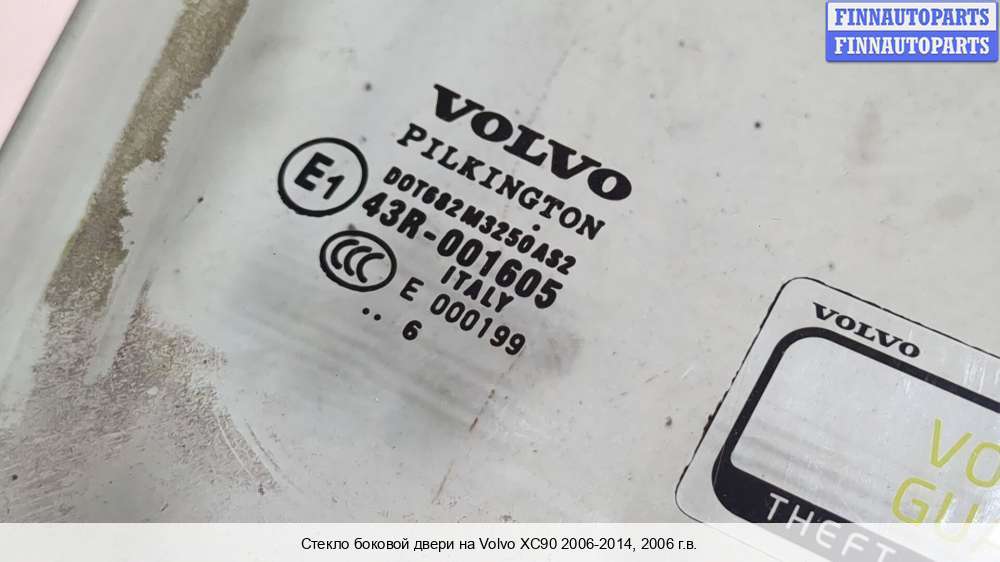 FINNAUTOPARTS
FINNAUTOPARTS
VOLVO
PILKINGTON
E1
DOT682M3250AS2
43R-001605
CCC
ITALY
E 000199
.. 6
VOLVO
THEFT
Стекло боковой двери на Volvo XC90 2006-2014, 2006 г.в.